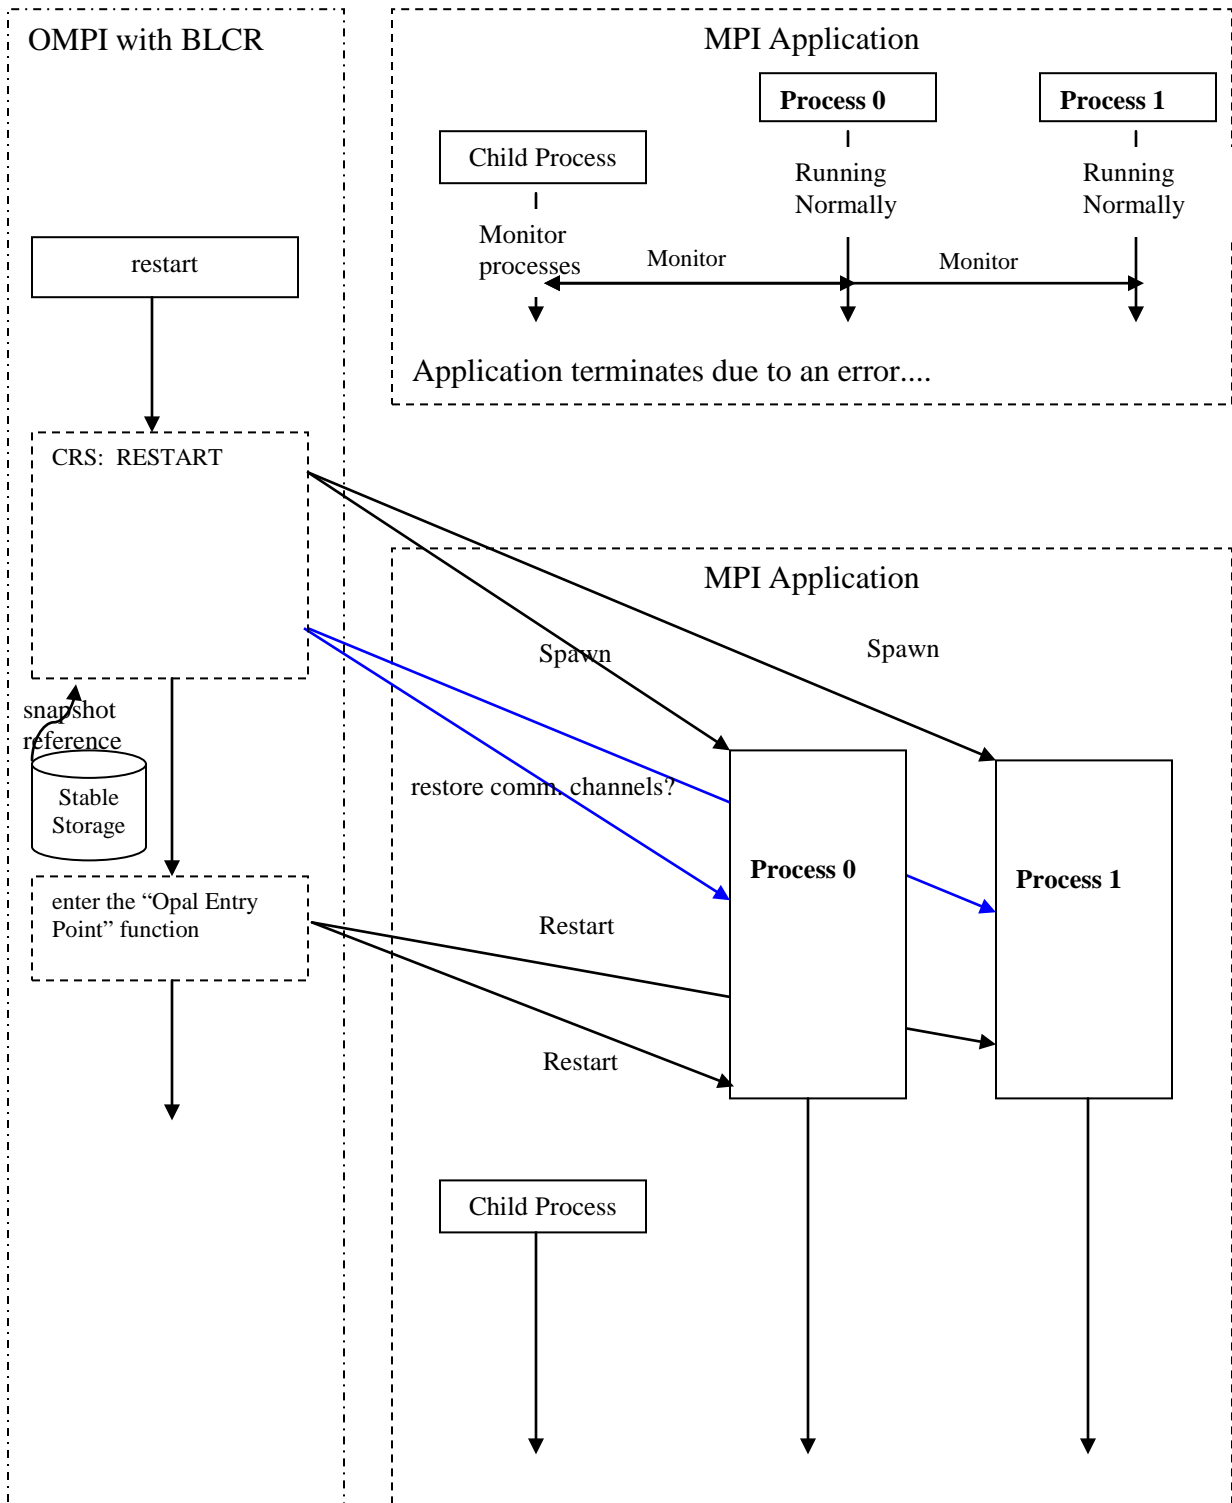 OMPI with BLCR
MPI Application
Process 0
Process 1
Child Process
Running
Normally
Running
Normally
Monitor
processes
Monitor
Monitor
restart
Application terminates due to an error....
CRS: RESTART
MPI Application
Spawn
Spawn
snapshot
reference
Stable
Storage
restore comm. channels?
Process 0
Process 1
enter the “Opal Entry
Point” function
Restart
Restart
Child Process